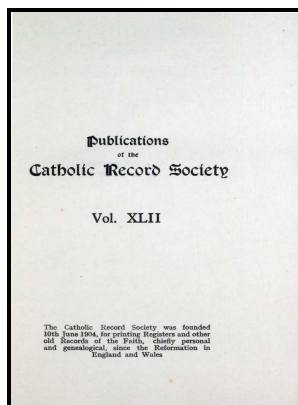 Publications
of the
Catholic Record Society
Vol. XLII
The Catholic Record Society was founded
10th June 1904, for printing Registers and other
old Records of the Faith, chiefly personal
and genealogical, since the Reformation in
England and Wales